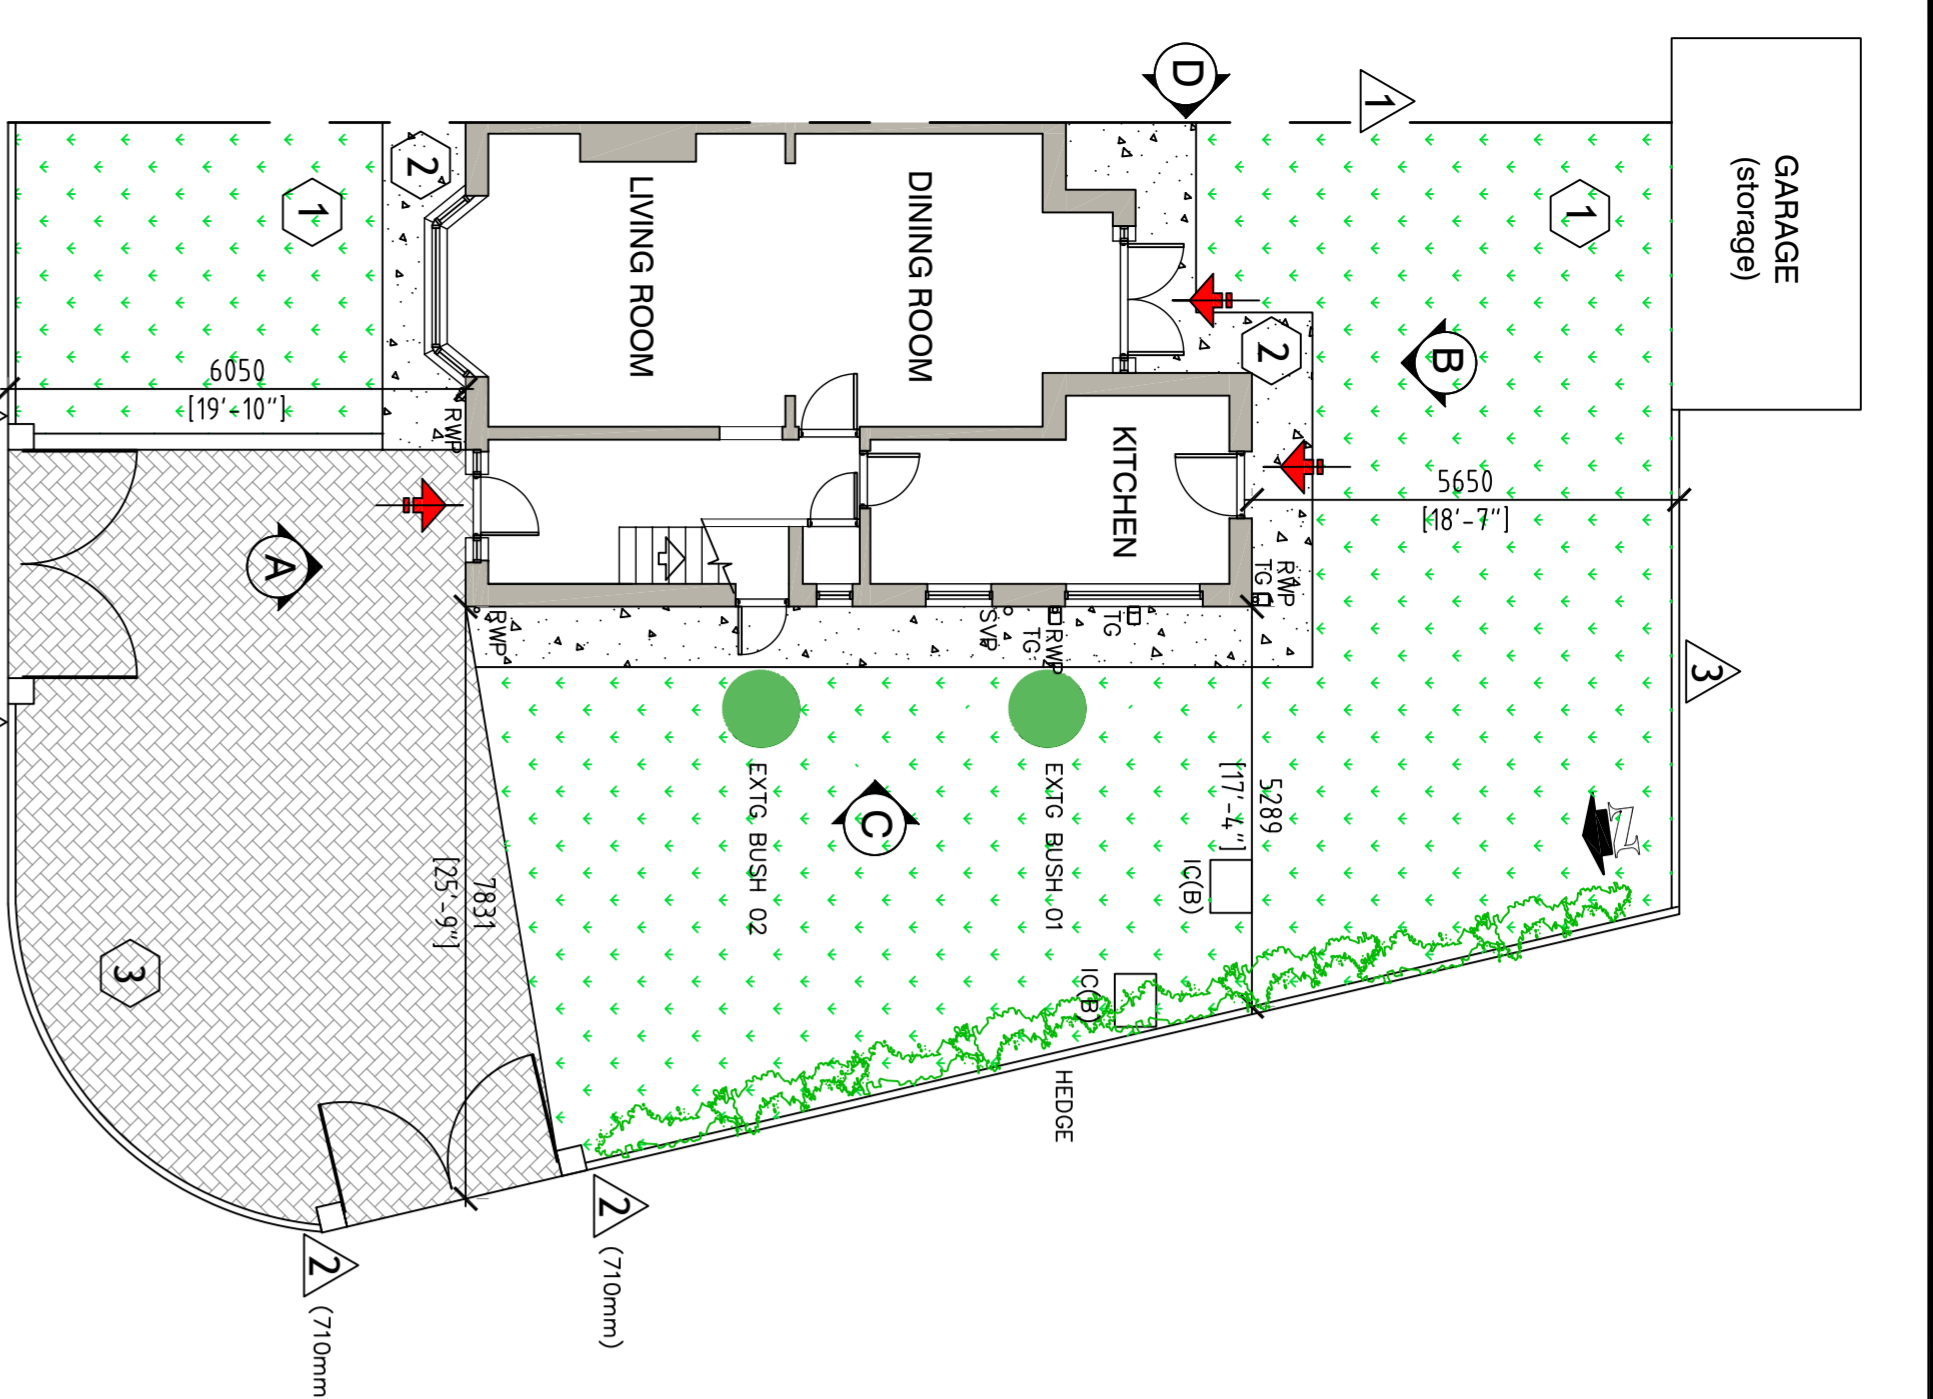 GARAGE
(storage)
D
1
1
2
1
LIVING ROOM
DINING ROOM
2
B
6050
[19'-10"]
RWP
KITCHEN
5650
[18'-7"]
A
RWP
TG
RWP
SVP
RWP
TG
TG
3
5289
[17'-4"]
N
EXTG BUSH 02
C
EXTG BUSH 01
IC(B)
7831
[25'-9"]
3
IC(B)
HEDGE
2
(710mm)
2
(710mm